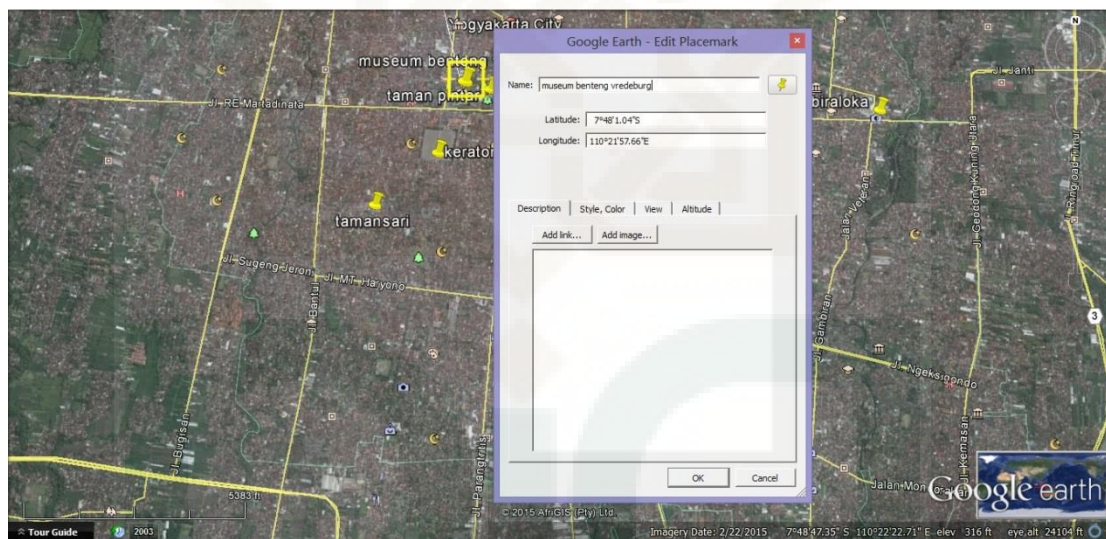 Yogyakarta City
museum benteng
taman pintar
Jl. RE Martadinata
keraton
tamansari
Jl. Sugeng Jeron
Jl. MT. Haryono
Jl. Bantul
Jl. Bugisan
Jl. Parangtritis
5383 ft
Tour Guide
2003
Google Earth - Edit Placemark
Name: museum benteng vredeburg
Latitude: 7°48'1.04"S
Longitude: 110°21'57.66"E
Description
Style, Color
View
Altitude
Add link...
Add image...
OK
Cancel
N
Jl. Janti
biraloka
Jl. Gedong Kuning Utara
Jl. Ring road Timur
Jalan Veteran
Jl. Gambiran
3
Jl. Ngeksigondo
Jl. Kemasan
Google earth
© 2015 AfriGIS (Pty) Ltd.
Imagery Date: 2/22/2015 7°48'47.35" S 110°22'22.71" E elev 316 ft eye alt 24104 ft